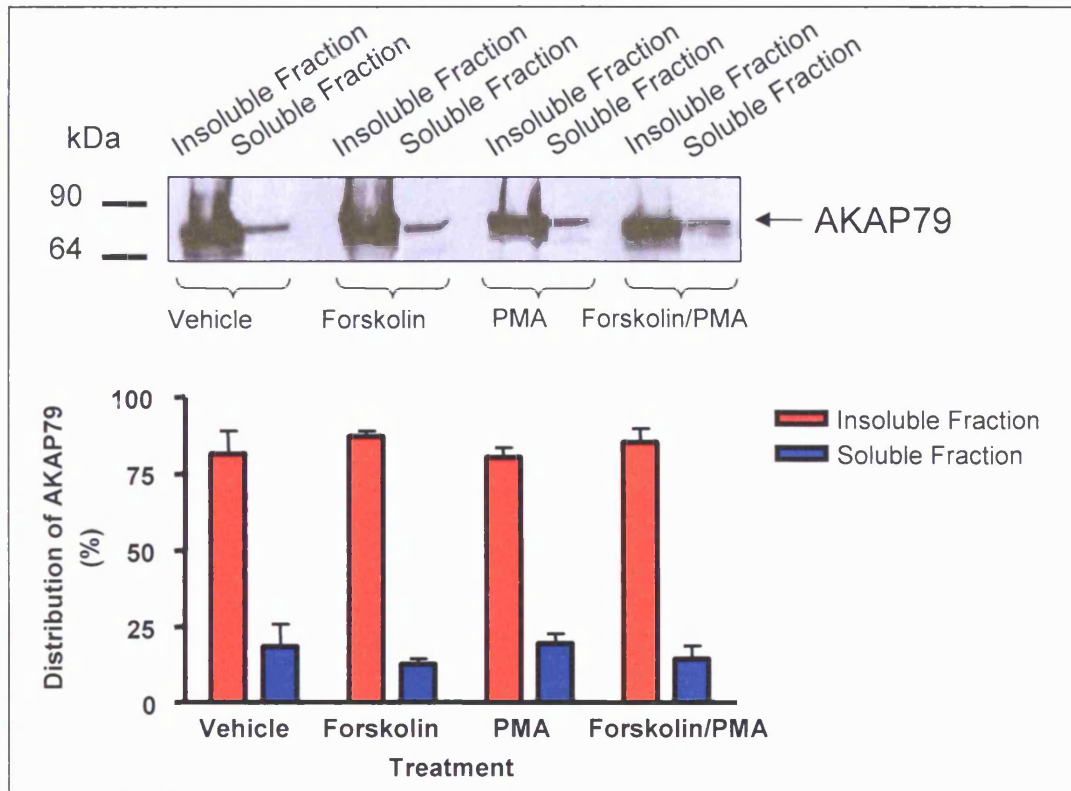 Insoluble Fraction
Soluble Fraction
Insoluble Fraction
Soluble Fraction
Insoluble Fraction
Soluble Fraction
Insoluble Fraction
Soluble Fraction
kDa
90
64
AKAP79
Vehicle Forskolin PMA Forskolin/PMA
Distribution of AKAP79
(%)
100
75
50
25
0
Insoluble Fraction
Soluble Fraction
Vehicle Forskolin PMA Forskolin/PMA
Treatment